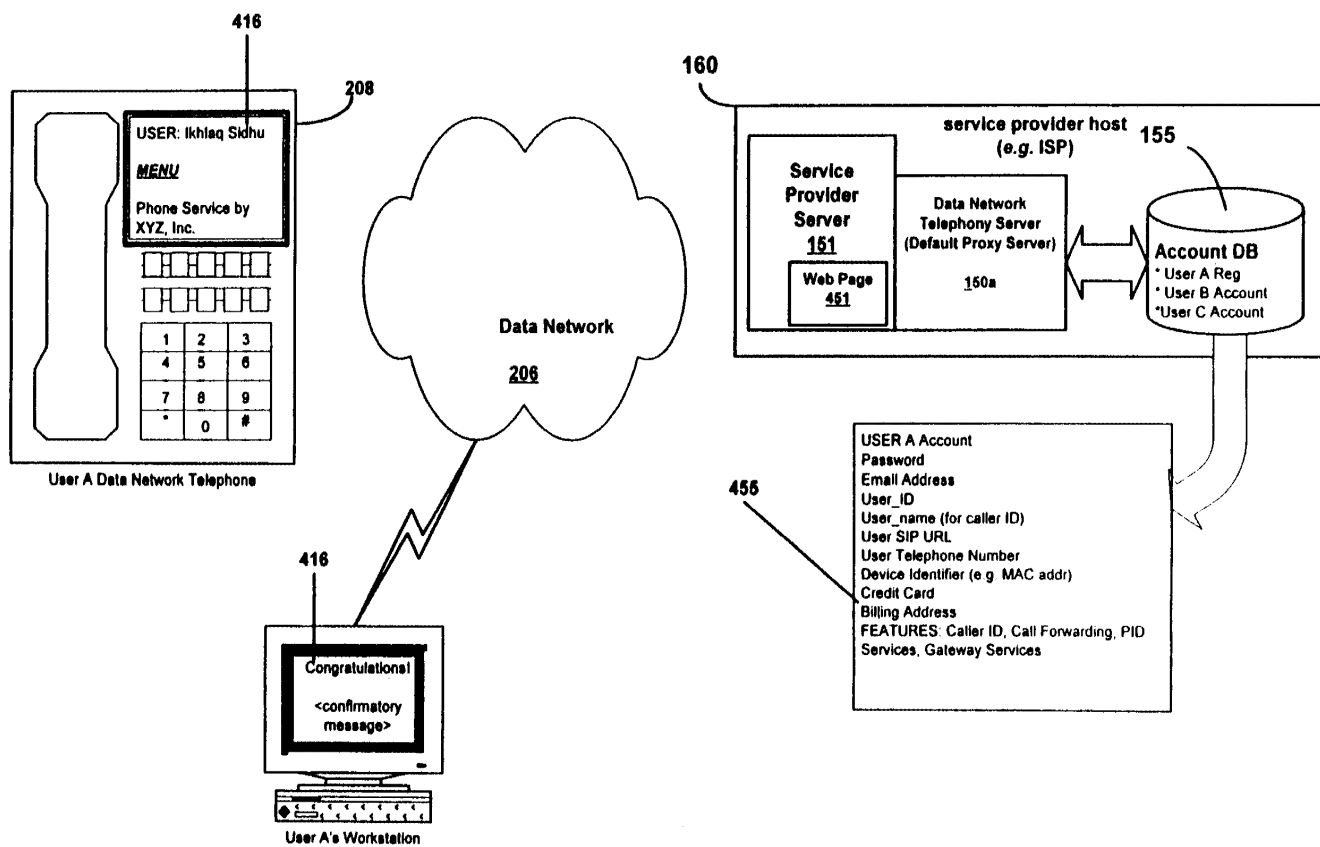 416
208
USER: Ikhlaq Sidhu
MENU
Phone Service by
XYZ, Inc.
1 2 3
4 5 6
7 8 9
* 0 #
User A Data Network Telephone
Data Network
206
160
service provider host
(e.g. ISP)
155
Service
Provider
Server
151
Web Page
451
Data Network
Telephony Server
(Default Proxy Server)
150a
Account DB
* User A Reg
* User B Account
*User C Account
455
USER A Account
Password
Email Address
User_ID
User_name (for caller ID)
User SIP URL
User Telephone Number
Device Identifier (e.g. MAC addr)
Credit Card
Billing Address
FEATURES: Caller ID, Call Forwarding, PID
Services, Gateway Services
416
Congratulations!
<confirmatory
message>
User A's Workstation